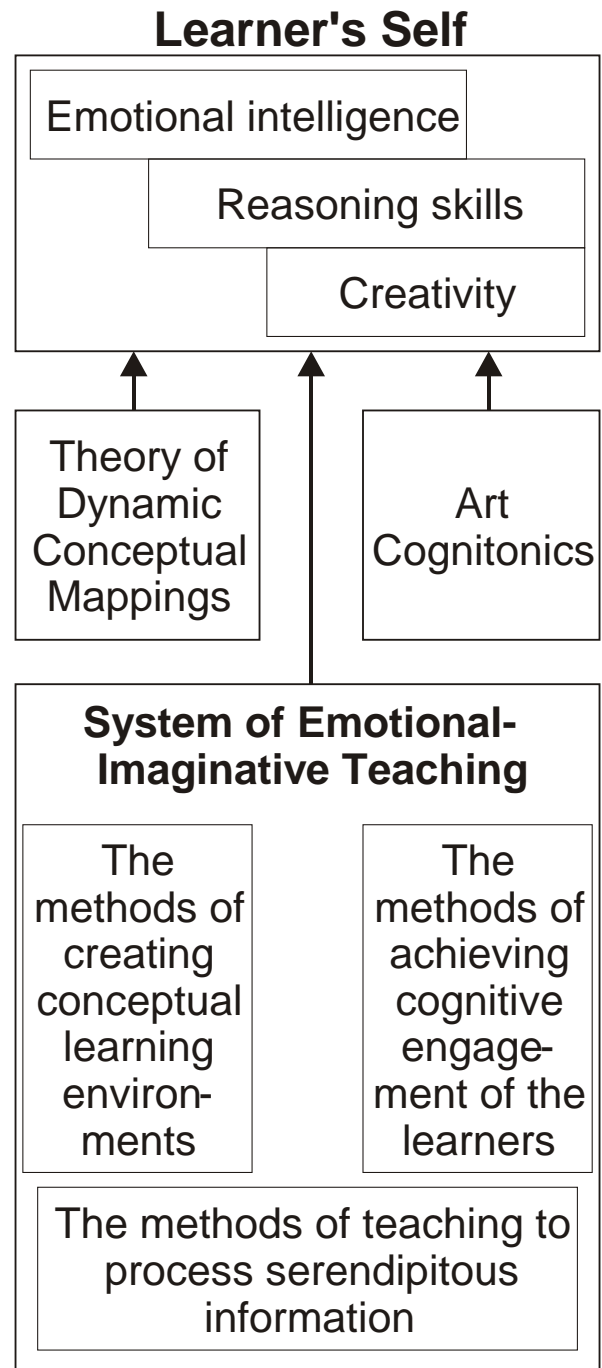 Learner's Self
Emotional intelligence
Reasoning skills
Creativity
Theory of
Dynamic
Conceptual
Mappings
Art
Cognitonics
System of Emotional-
Imaginative Teaching
The
methods of
creating
conceptual
learning
environ-
ments
The
methods of
achieving
cognitive
engage-
ment of the
learners
The methods of teaching to
process serendipitous
information